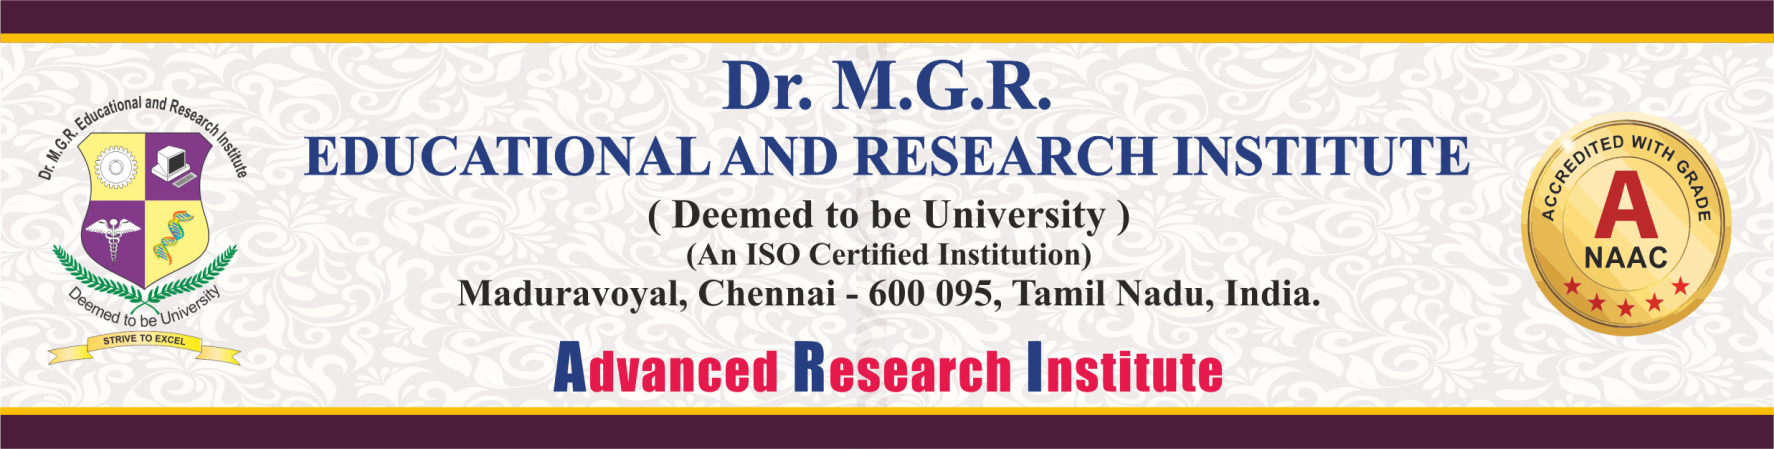 Dr. M.G.R.
EDUCATIONAL AND RESEARCH INSTITUTE
( Deemed to be University )
(An ISO Certified Institution)
Maduravoyal, Chennai - 600 095, Tamil Nadu, India.
Advanced Research Institute
Dr. M.G.R. Educational and Research Institute
Deemed to be University
STRIVE TO EXCEL
ACCREDITED WITH GRADE
A
NAAC